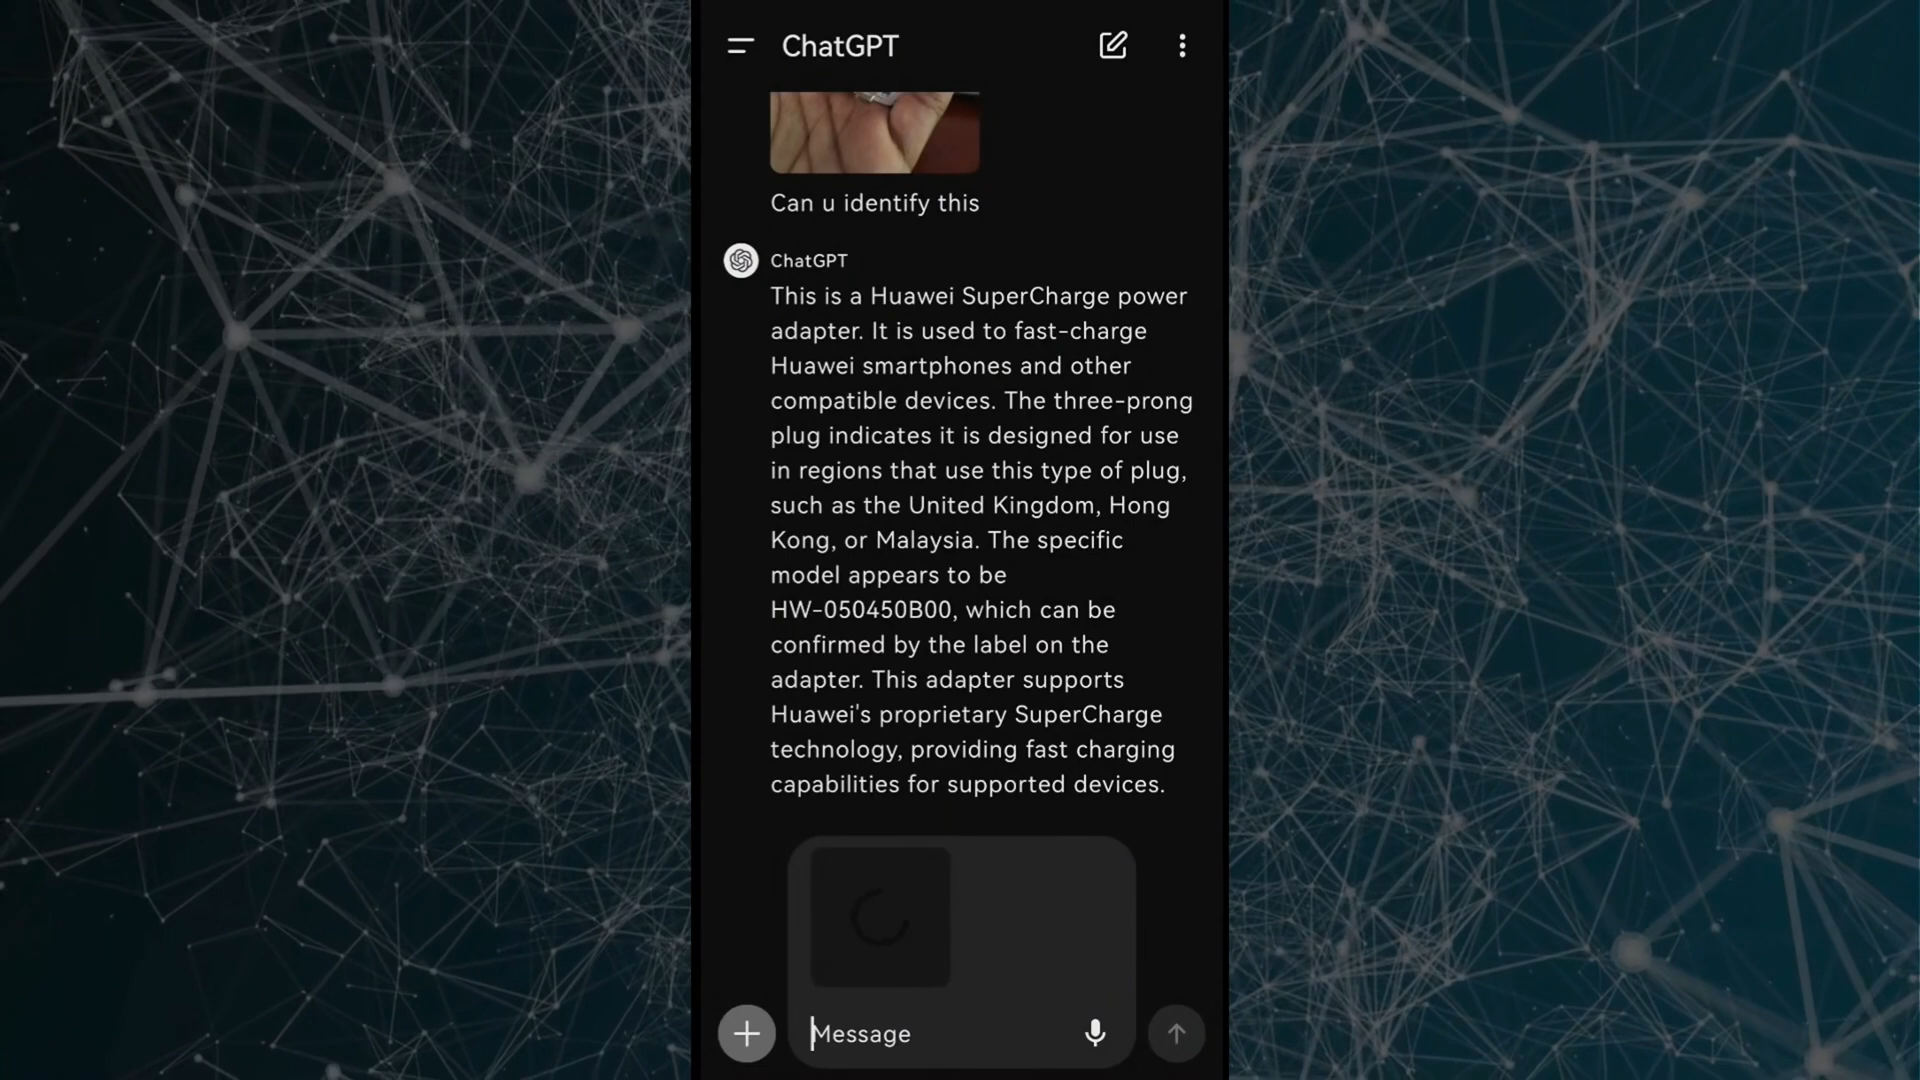 ChatGPT
Can u identify this
ChatGPT
This is a Huawei SuperCharge power
adapter. It is used to fast-charge
Huawei smartphones and other
compatible devices. The three-prong
plug indicates it is designed for use
in regions that use this type of plug,
such as the United Kingdom, Hong
Kong, or Malaysia. The specific
model appears to be
HW-050450B00, which can be
confirmed by the label on the
adapter. This adapter supports
Huawei's proprietary SuperCharge
technology, providing fast charging
capabilities for supported devices.
Message